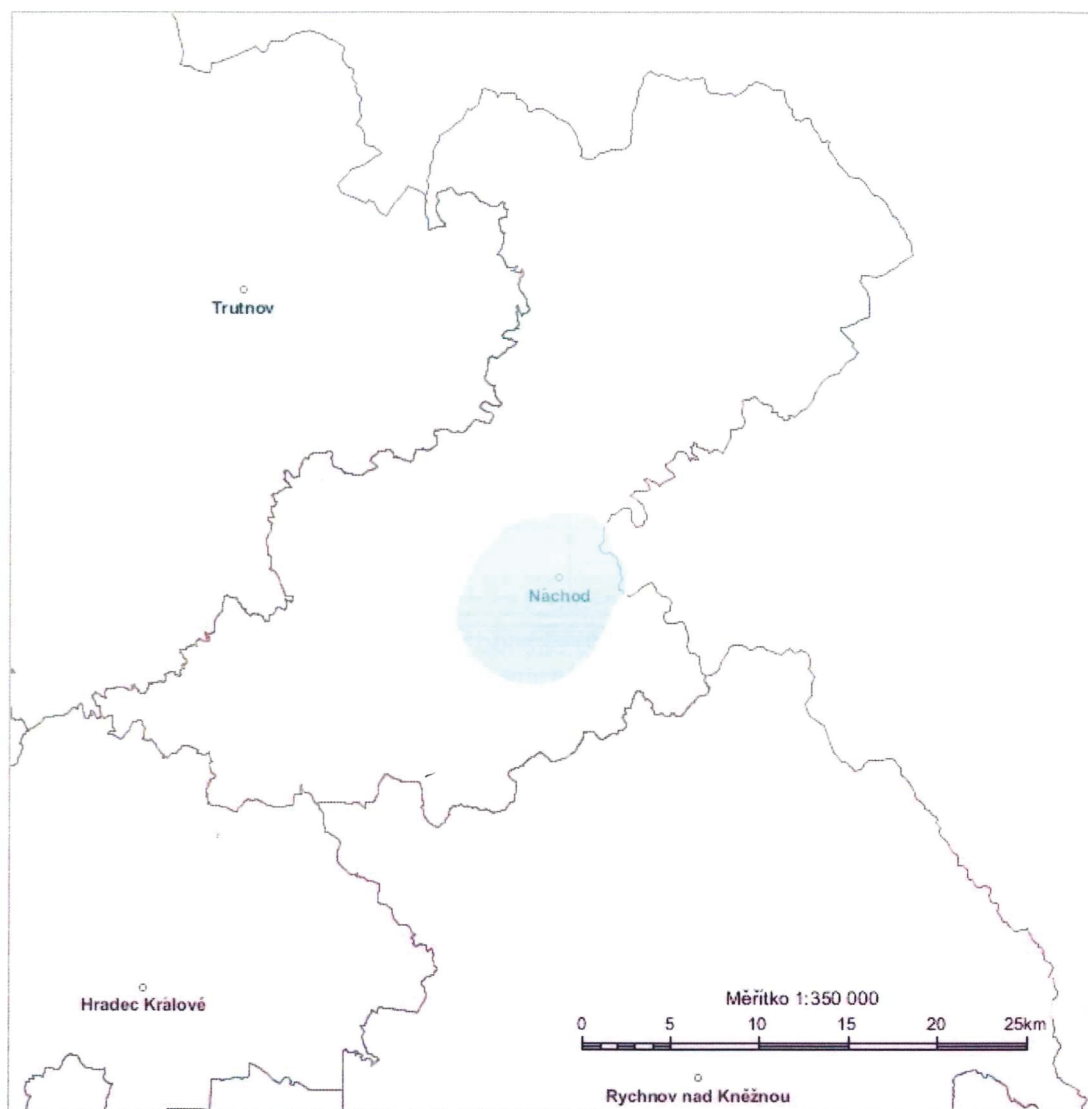 Trutnov
Náchod
Hradec Králové
Měřítko 1:350 000
0 5 10 15 20 25km
Rychnov nad Kněžnou